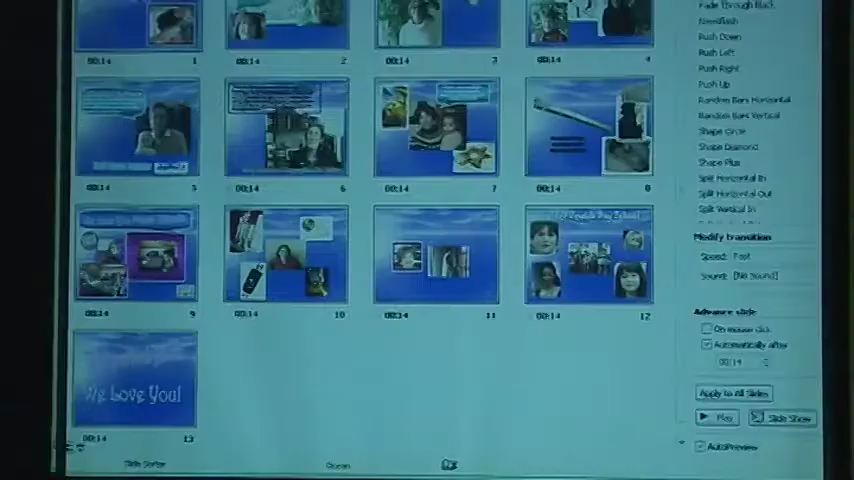 Fade Through Black
Newsflash
Push Down
Push Left
Push Right
Push Up
Random Bars Horizontal
Random Bars Vertical
Shape Circle
Shape Diamond
Shape Plus
Split Horizontal In
Split Horizontal Out
Split Vertical In
Modify transition
Speed: Fast
Sound: [No Sound]
Advance slide
On mouse click
Automatically after
00:14
Apply to All Slides
Play
Slide Show
AutoPreview
00:14 1
00:14 2
00:14 3
00:14 4
00:14 5
00:14 6
00:14 7
00:14 8
00:14 9
00:14 10
00:14 11
00:14 12
We Love You!
00:14 13
Slide Sorter
Ocean